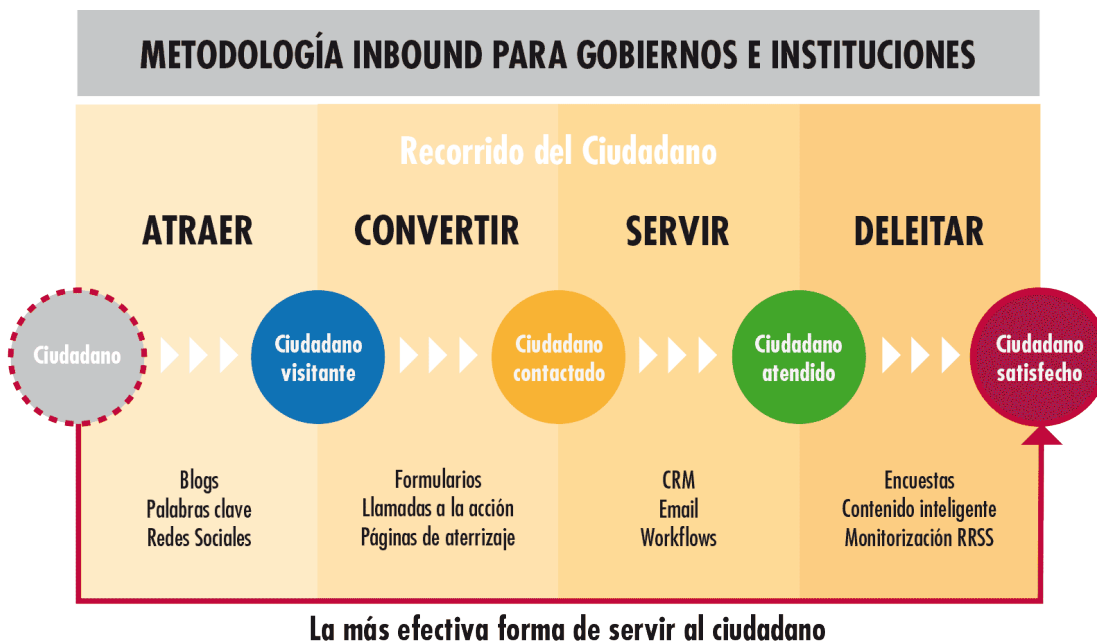 METODOLOGÍA INBOUND PARA GOBIERNOS E INSTITUCIONES
Recorrido del Ciudadano
ATRAER
CONVERTIR
SERVIR
DELEITAR
Ciudadano
Ciudadano
visitante
Ciudadano
contactado
Ciudadano
atendido
Ciudadano
satisfecho
Blogs
Palabras clave
Redes Sociales
Formularios
Llamadas a la acción
Páginas de aterrizaje
CRM
Email
Workflows
Encuestas
Contenido inteligente
Monitorización RRSS
La más efectiva forma de servir al ciudadano